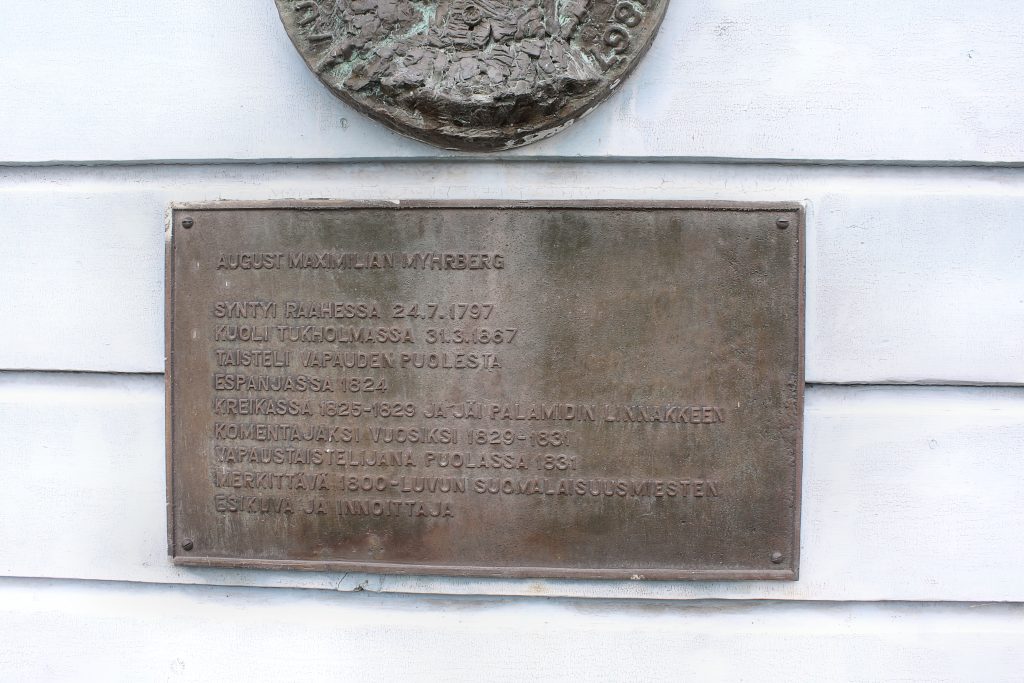 1867
AUGUST MAXIMILIAN MYHRBERG
SYNTYI RAAHESSA 24.7.1797
KUOLI TUKHOLMASSA 31.3.1867
TAISTELI VAPAUDEN PUOLESTA
ESPANJASSA 1824
KREIKASSA 1825-1829 JA JÄI PALAMIDIN LINNAKKEEN
KOMENTAJAKSI VUOSIKSI 1829-1831
VAPAUSTAISTELIJANA PUOLASSA 1831
MERKITTÄVÄ 1800-LUVUN SUOMALAISUUSMIESTEN
ESIKUVA JA INNOITTAJA